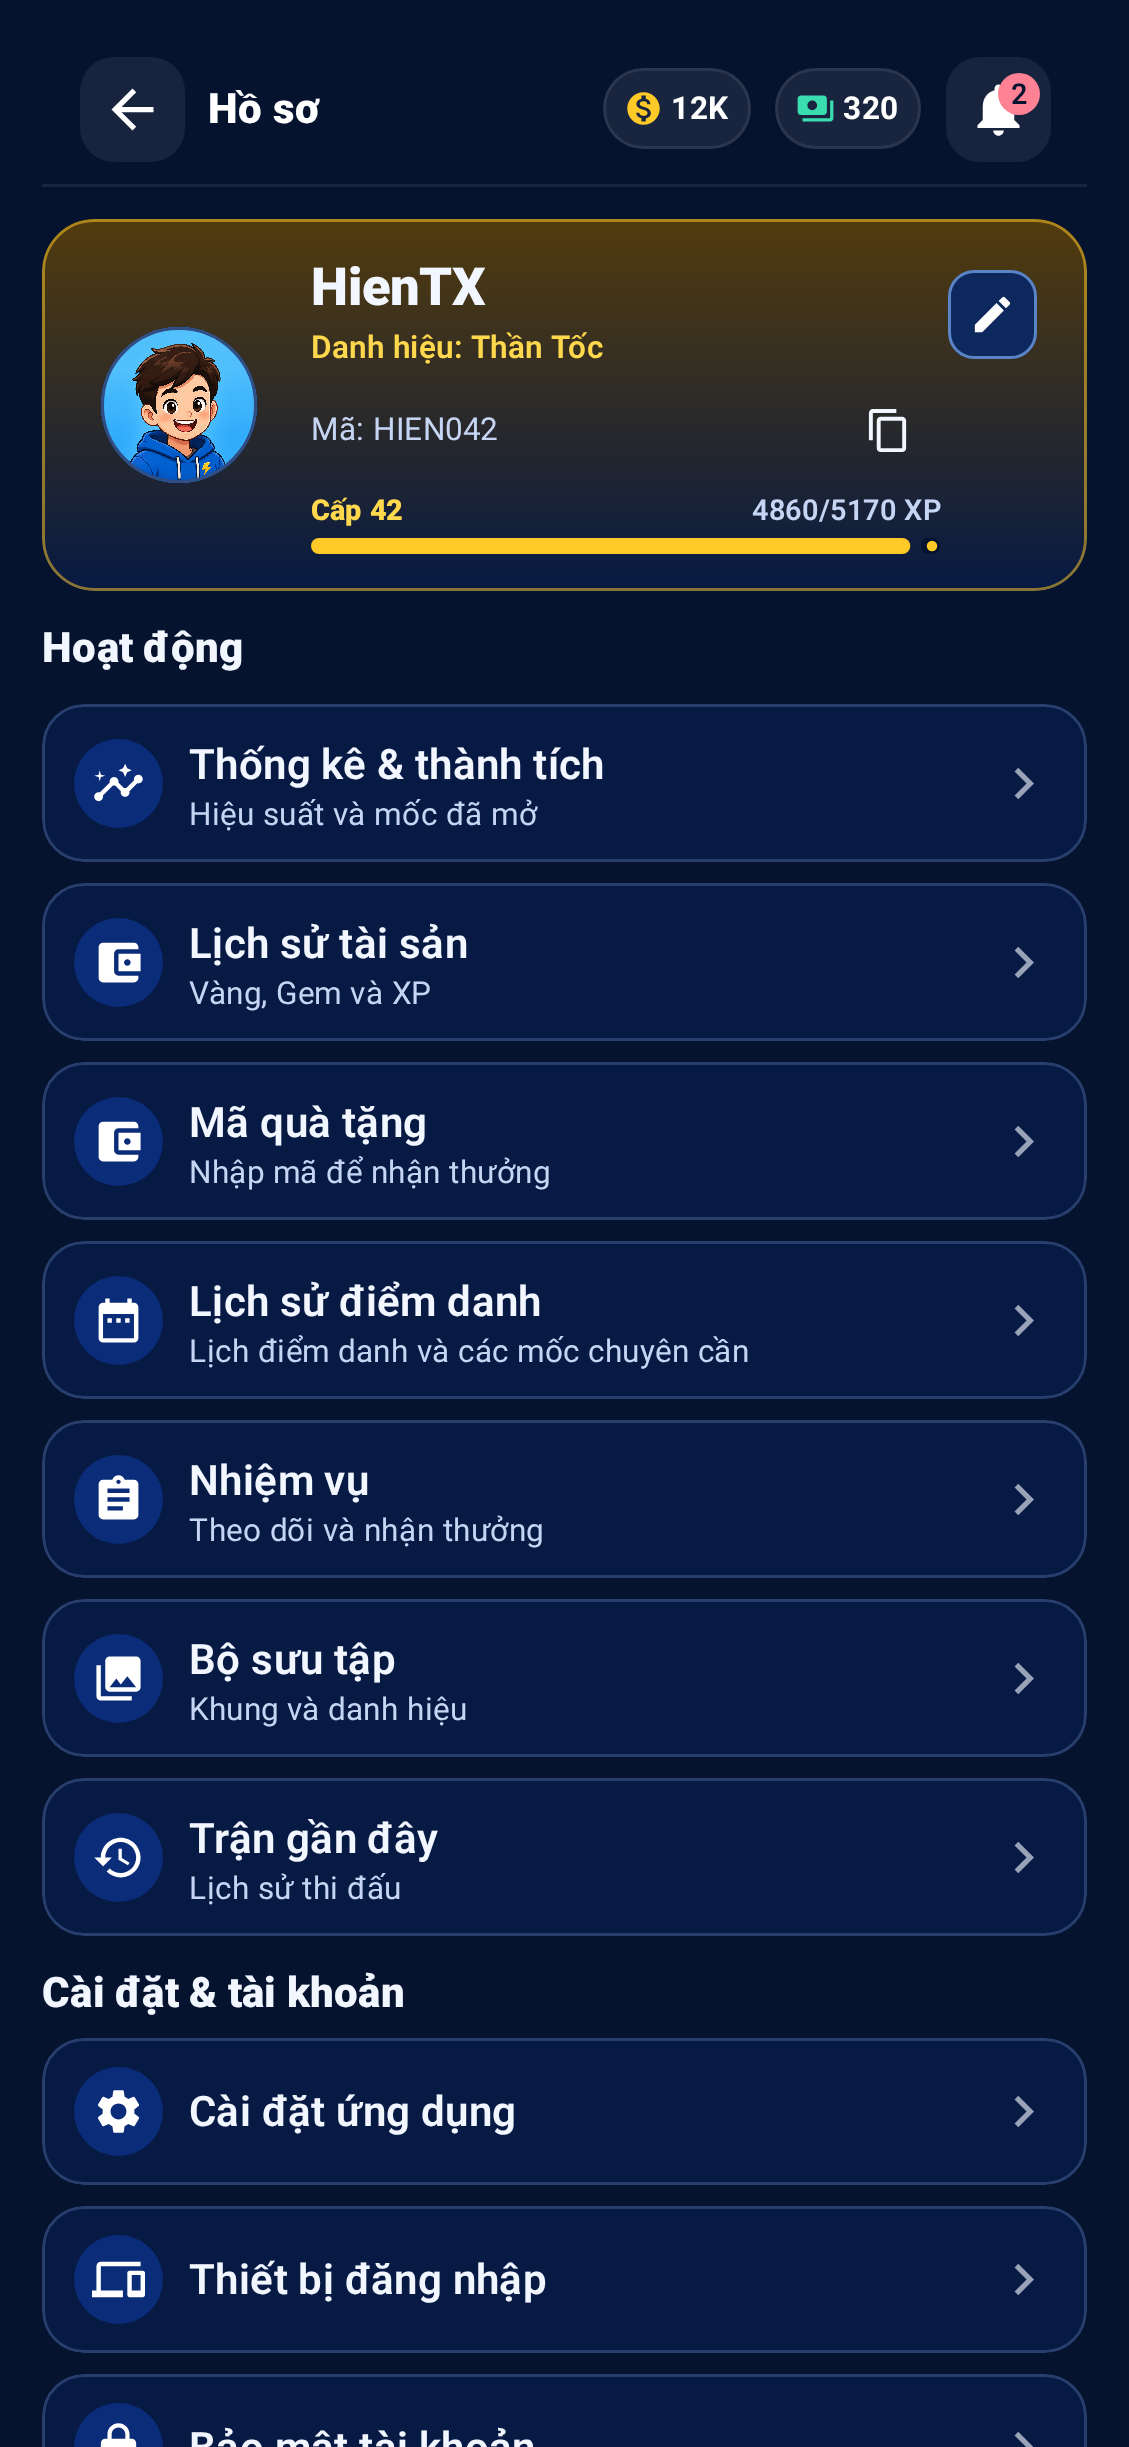 Hồ sơ
12K
320
2
HienTX
Danh hiệu: Thần Tốc
Mã: HIEN042
Cấp 42
4860/5170 XP
Hoạt động
Thống kê & thành tích
Hiệu suất và mốc đã mở
Lịch sử tài sản
Vàng, Gem và XP
Mã quà tặng
Nhập mã để nhận thưởng
Lịch sử điểm danh
Lịch điểm danh và các mốc chuyên cần
Nhiệm vụ
Theo dõi và nhận thưởng
Bộ sưu tập
Khung và danh hiệu
Trận gần đây
Lịch sử thi đấu
Cài đặt & tài khoản
Cài đặt ứng dụng
Thiết bị đăng nhập
Bảo mật tài khoản